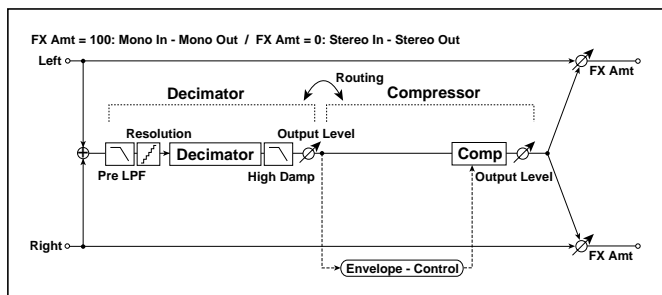 FX Amt = 100: Mono In - Mono Out / FX Amt = 0: Stereo In - Stereo Out
Left
FX Amt
Routing
Decimator
Compressor
Resolution
Output Level
Decimator
Comp
Pre LPF
High Damp
Output Level
Right
Envelope - Control
FX Amt